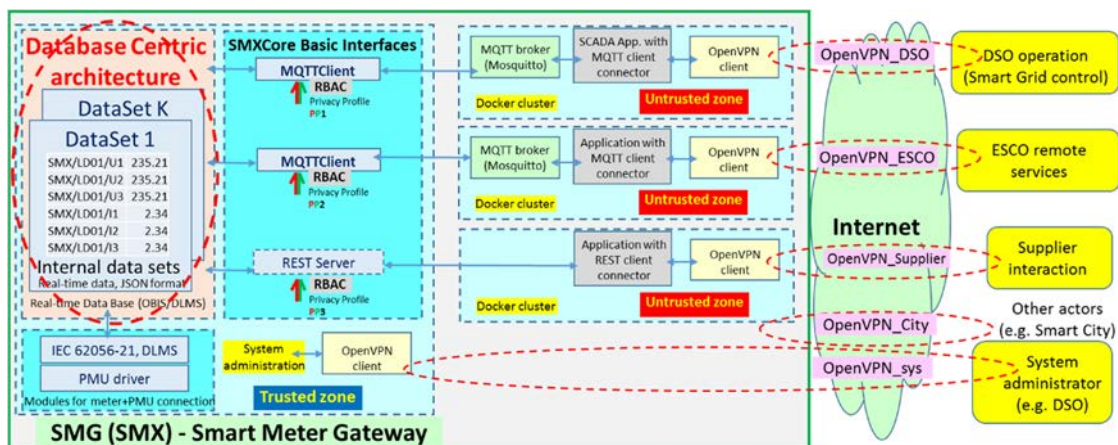 Database Centric
architecture
DataSet K
DataSet 1
SMX/LD01/U1 235.21
SMX/LD01/U2 235.21
SMX/LD01/U3 235.21
SMX/LD01/I1 2.34
SMX/LD01/I2 2.34
SMX/LD01/I3 2.34
Internal data sets
Real-time data, JSON format
Real-time Data Base (OBIS/DLMS)
IEC 62056-21, DLMS
PMU driver
Modules for meter+PMU connection
SMXCore Basic Interfaces
MQTTClient
RBAC
Privacy Profile
PP1
MQTTClient
RBAC
Privacy Profile
PP2
REST Server
RBAC
Privacy Profile
PP3
System
administration
OpenVPN
client
Trusted zone
MQTT broker
(Mosquitto)
SCADA App. with
MQTT client
connector
OpenVPN
client
Docker cluster
Untrusted zone
MQTT broker
(Mosquitto)
Application with
MQTT client
connector
OpenVPN
client
Docker cluster
Untrusted zone
Application with
REST client
connector
OpenVPN
client
Docker cluster
Untrusted zone
SMG (SMX) - Smart Meter Gateway
OpenVPN_DSO
OpenVPN_ESCO
Internet
OpenVPN_Supplier
OpenVPN_City
OpenVPN_sys
DSO operation
(Smart Grid control)
ESCO remote
services
Supplier
interaction
Other actors
(e.g. Smart City)
System
administrator
(e.g. DSO)